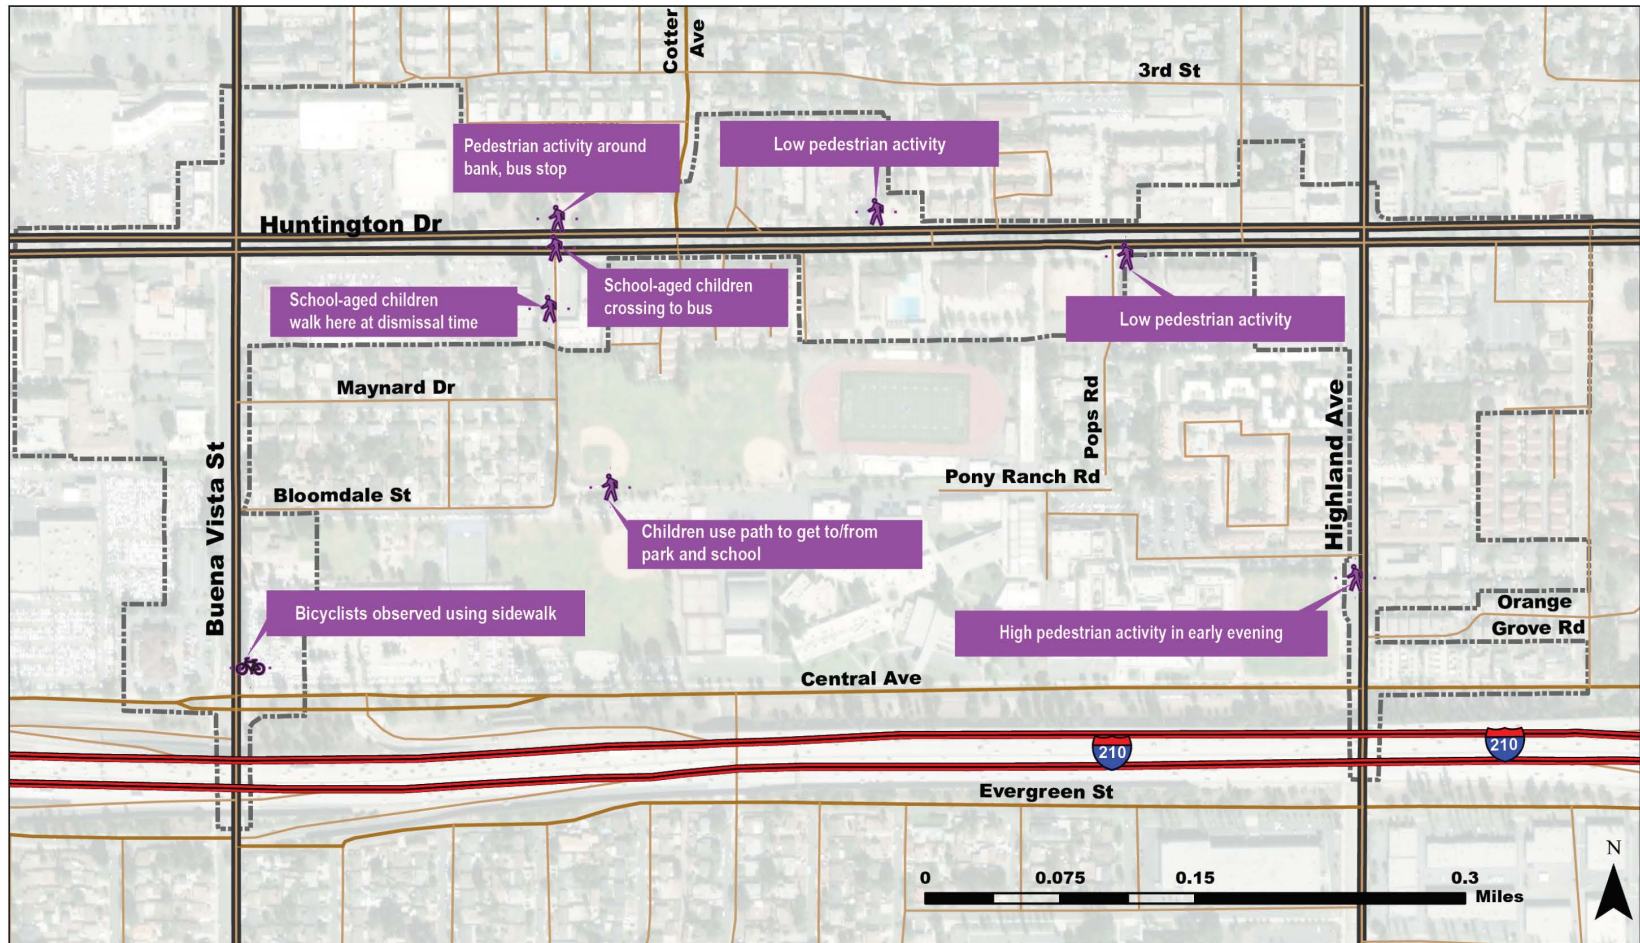 Cotter
Ave
3rd St
Pedestrian activity around
bank, bus stop
Low pedestrian activity
Huntington Dr
School-aged children
crossing to bus
School-aged children
walk here at dismissal time
Low pedestrian activity
Maynard Dr
Pops Rd
Highland Ave
Buena Vista St
Bloomdale St
Pony Ranch Rd
Children use path to get to/from
park and school
Bicyclists observed using sidewalk
High pedestrian activity in early evening
Orange
Grove Rd
Central Ave
210
210
Evergreen St
N
0 0.075 0.15 0.3
Miles